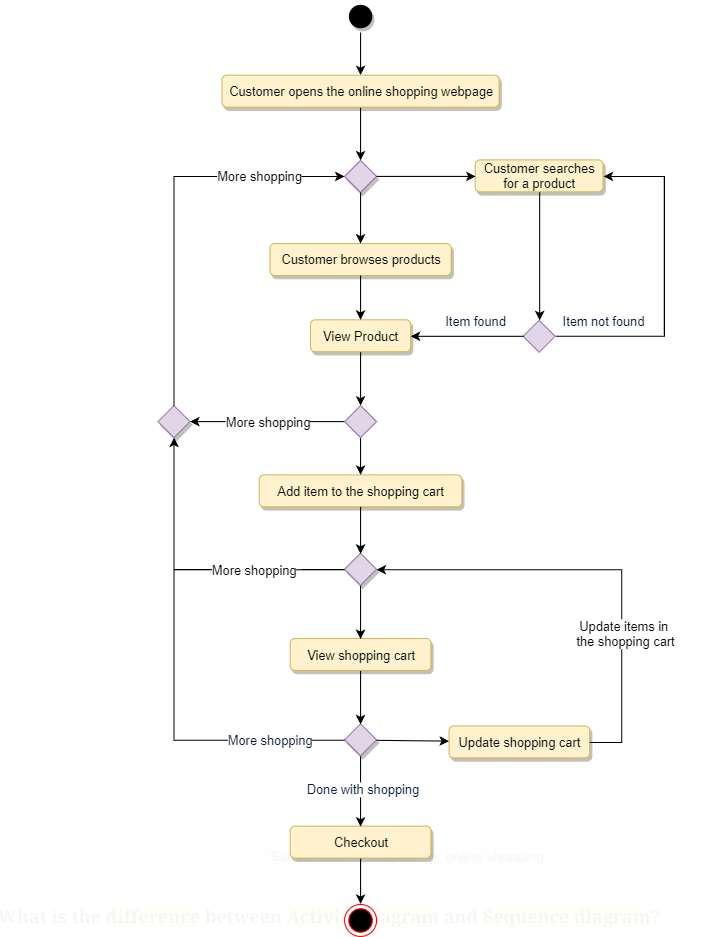 Customer opens the online shopping webpage
More shopping
Customer searches
for a product
Customer browses products
Item found
Item not found
View Product
More shopping
Add item to the shopping cart
More shopping
Update items in
the shopping cart
View shopping cart
More shopping
Update shopping cart
Done with shopping
Checkout
online shopping
What is the difference between Activi agram and Sequence diagram?